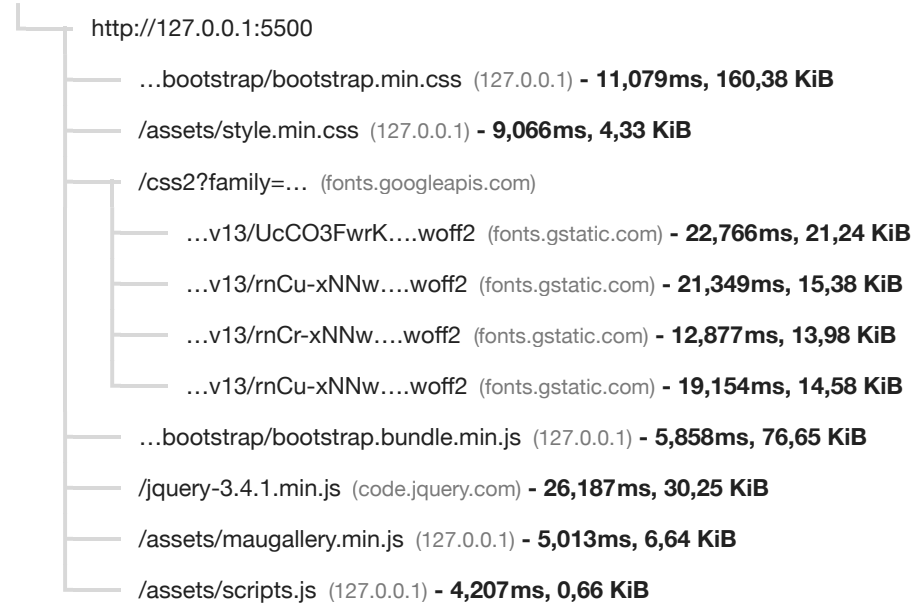 http://127.0.0.1:5500
…bootstrap/bootstrap.min.css (127.0.0.1) - 11,079ms, 160,38 KiB
/assets/style.min.css (127.0.0.1) - 9,066ms, 4,33 KiB
/css2?family=… (fonts.googleapis.com)
…v13/UcCO3FwrK….woff2 (fonts.gstatic.com) - 22,766ms, 21,24 KiB
…v13/rnCu-xNNw….woff2 (fonts.gstatic.com) - 21,349ms, 15,38 KiB
…v13/rnCr-xNNw….woff2 (fonts.gstatic.com) - 12,877ms, 13,98 KiB
…v13/rnCu-xNNw….woff2 (fonts.gstatic.com) - 19,154ms, 14,58 KiB
…bootstrap/bootstrap.bundle.min.js (127.0.0.1) - 5,858ms, 76,65 KiB
/jquery-3.4.1.min.js (code.jquery.com) - 26,187ms, 30,25 KiB
/assets/maugallery.min.js (127.0.0.1) - 5,013ms, 6,64 KiB
/assets/scripts.js (127.0.0.1) - 4,207ms, 0,66 KiB